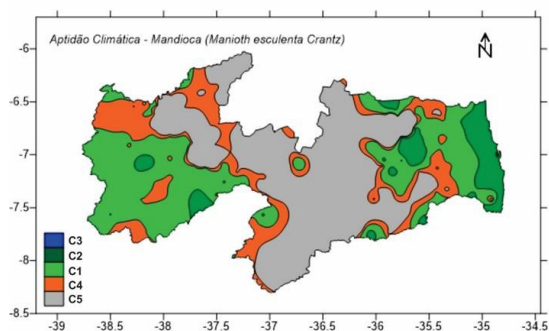 Aptidão Climática - Mandioca (Manioth esculenta Crantz)
N
-6
-6.5
-7
-7.5
-8
-8.5
C3
C2
C1
C4
C5
-39 -38.5 -38 -37.5 -37 -36.5 -36 -35.5 -35 -34.5